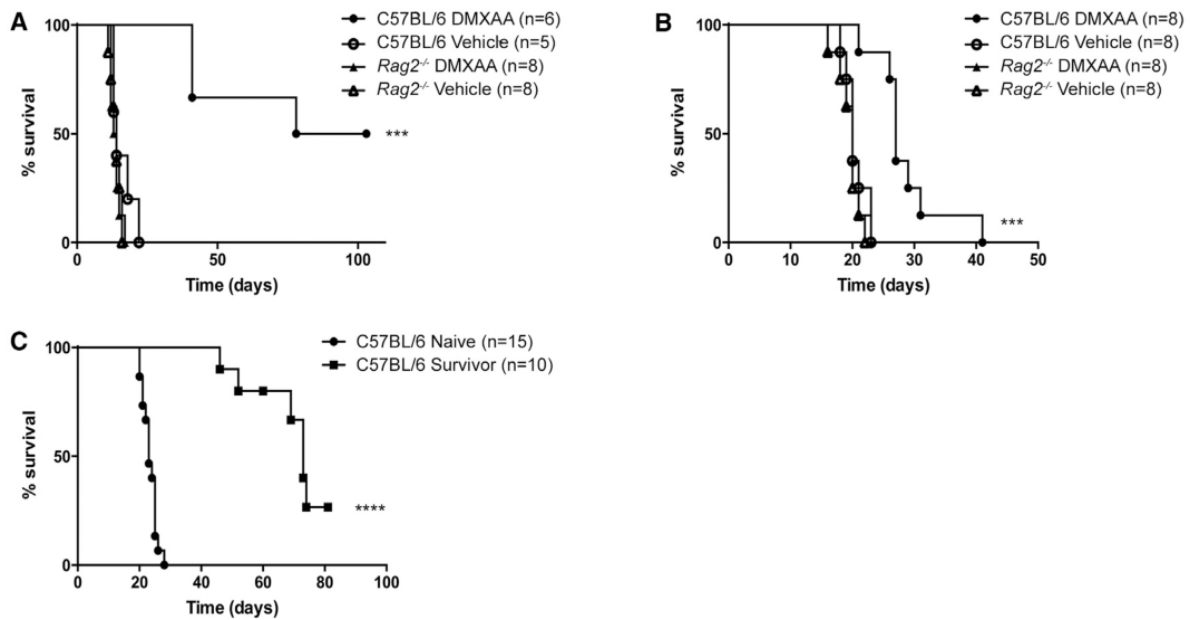 A
C57BL/6 DMXAA (n=6)
C57BL/6 Vehicle (n=5)
Rag2-/- DMXAA (n=8)
Rag2-/- Vehicle (n=8)
100
50
0
% survival
***
0 50 100
Time (days)
B
C57BL/6 DMXAA (n=8)
C57BL/6 Vehicle (n=8)
Rag2-/- DMXAA (n=8)
Rag2-/- Vehicle (n=8)
100
50
0
% survival
***
0 10 20 30 40 50
Time (days)
C
C57BL/6 Naive (n=15)
C57BL/6 Survivor (n=10)
100
50
0
% survival
****
0 20 40 60 80 100
Time (days)